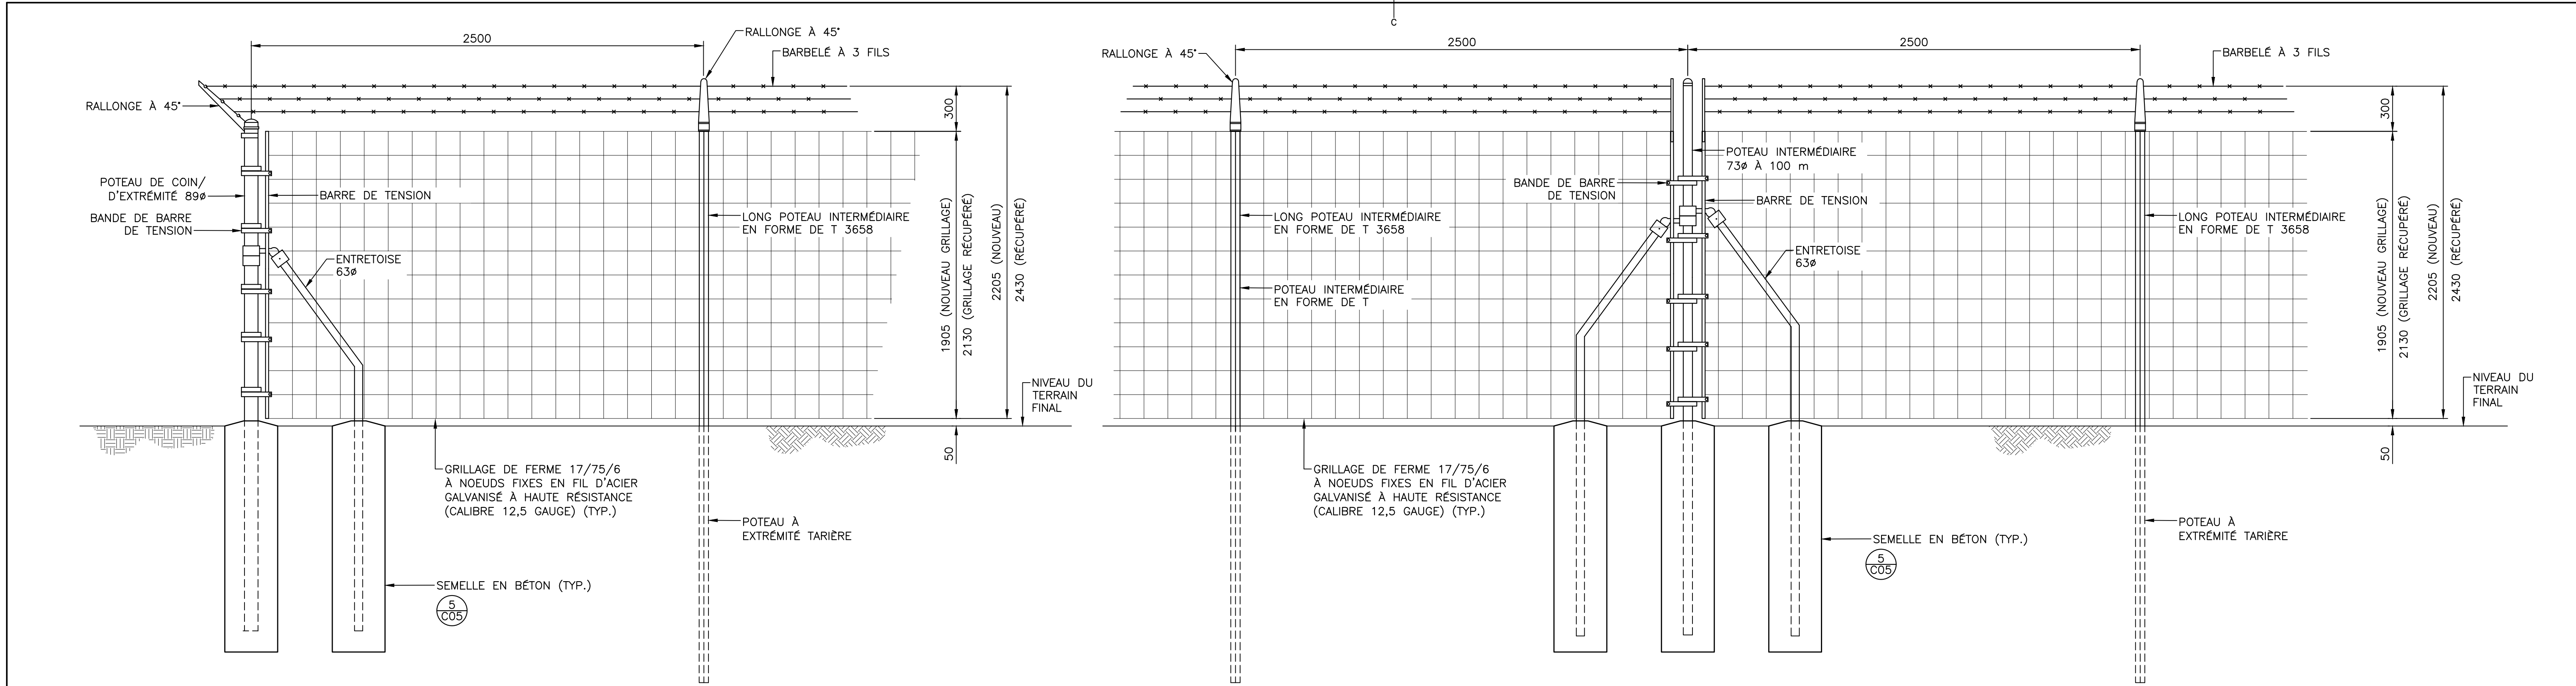 C
2500
RALLONGE À 45°
BARBELÉ À 3 FILS
RALLONGE À 45°
300
POTEAU DE COIN/
D'EXTRÉMITÉ 89ø
BARRE DE TENSION
BANDE DE BARRE
DE TENSION
LONG POTEAU INTERMÉDIAIRE
EN FORME DE T 3658
ENTRETOISE
63ø
1905 (NOUVEAU GRILLAGE)
2130 (GRILLAGE RÉCUPÉRÉ)
2205 (NOUVEAU)
2430 (RÉCUPÉRÉ)
NIVEAU DU
TERRAIN
FINAL
50
GRILLAGE DE FERME 17/75/6
À NOEUDS FIXES EN FIL D'ACIER
GALVANISÉ À HAUTE RÉSISTANCE
(CALIBRE 12,5 GAUGE) (TYP.)
POTEAU À
EXTRÉMITÉ TARIÈRE
SEMELLE EN BÉTON (TYP.)
5
C05
2500
2500
RALLONGE À 45°
BARBELÉ À 3 FILS
300
POTEAU INTERMÉDIAIRE
73ø À 100 m
BANDE DE BARRE
DE TENSION
BARRE DE TENSION
LONG POTEAU INTERMÉDIAIRE
EN FORME DE T 3658
LONG POTEAU INTERMÉDIAIRE
EN FORME DE T 3658
ENTRETOISE
63ø
POTEAU INTERMÉDIAIRE
EN FORME DE T
1905 (NOUVEAU GRILLAGE)
2130 (GRILLAGE RÉCUPÉRÉ)
2205 (NOUVEAU)
2430 (RÉCUPÉRÉ)
NIVEAU DU
TERRAIN
FINAL
50
GRILLAGE DE FERME 17/75/6
À NOEUDS FIXES EN FIL D'ACIER
GALVANISÉ À HAUTE RÉSISTANCE
(CALIBRE 12,5 GAUGE) (TYP.)
POTEAU À
EXTRÉMITÉ TARIÈRE
SEMELLE EN BÉTON (TYP.)
5
C05